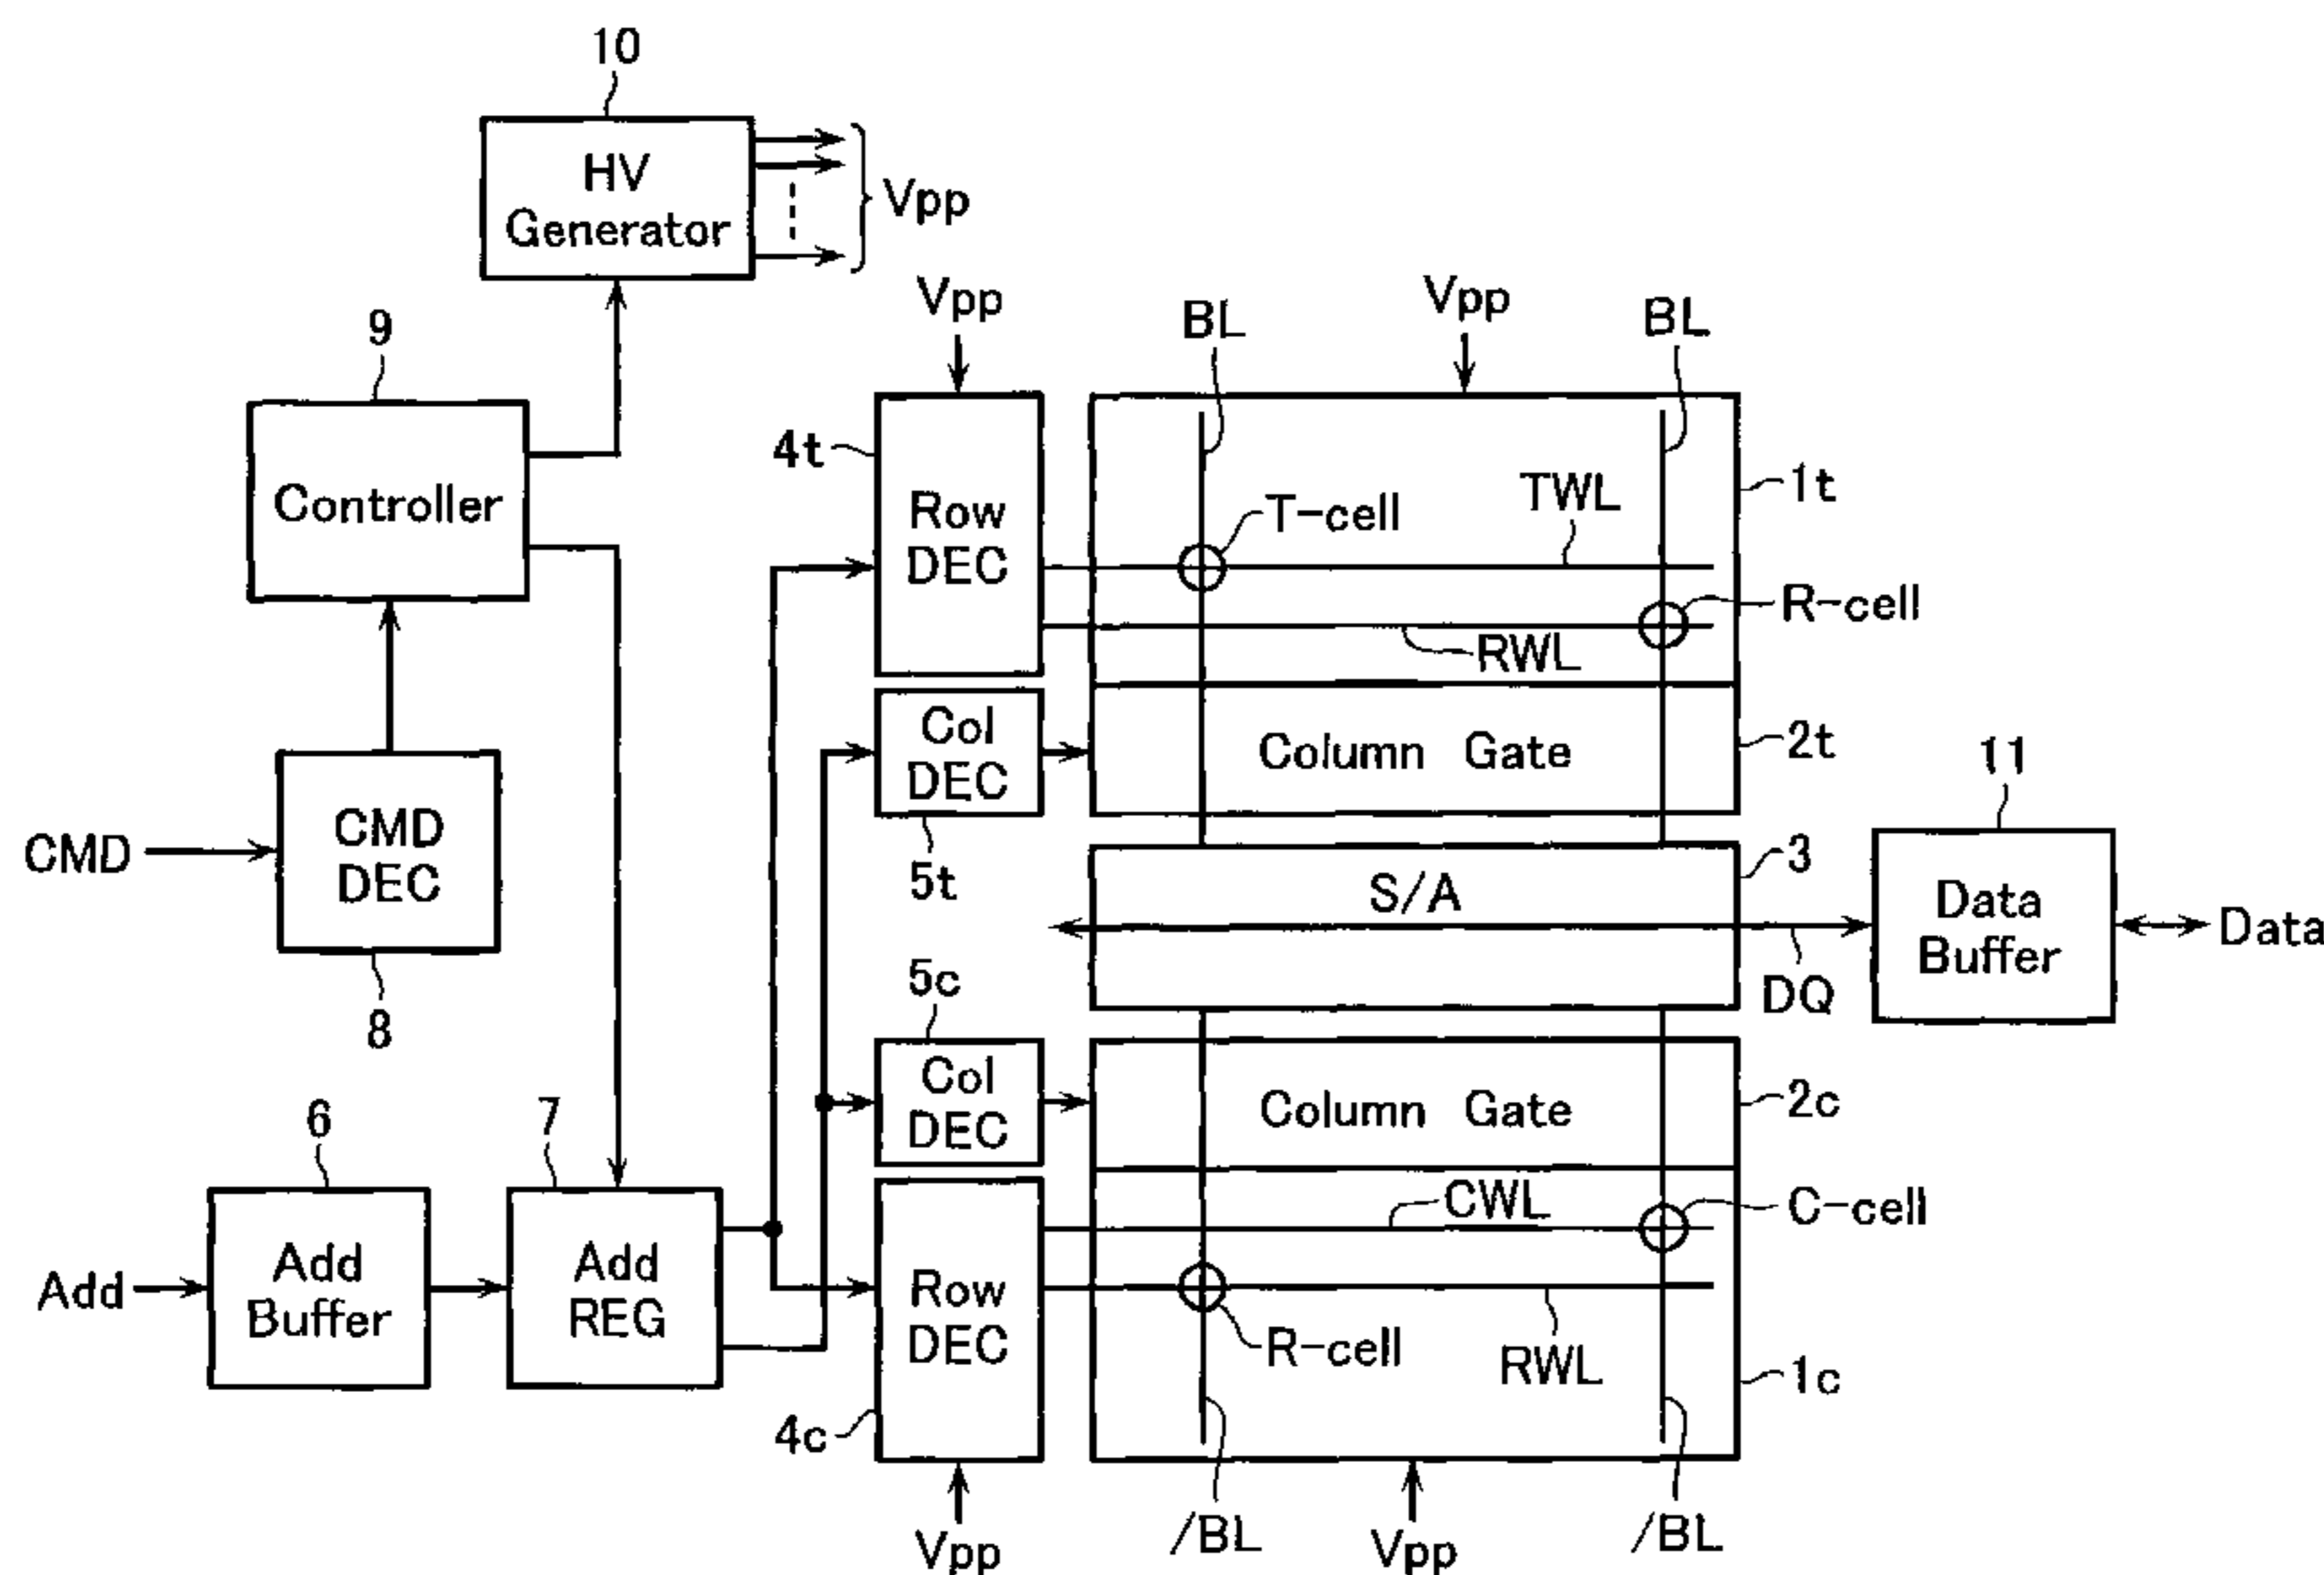 10
HV
Generator
Vpp
9
Controller
Vpp
BL
Vpp
BL
4t
Row
DEC
T-cell
TWL
1t
R-cell
RWL
Col
DEC
5t
Column Gate
2t
CMD
CMD
DEC
8
S/A
3
11
Data
Buffer
Data
DQ
5c
Col
DEC
Column Gate
2c
6
7
Add
Add
Buffer
Add
REG
Row
DEC
4c
CWL
C-cell
R-cell
RWL
1c
Vpp
/BL
Vpp
/BL